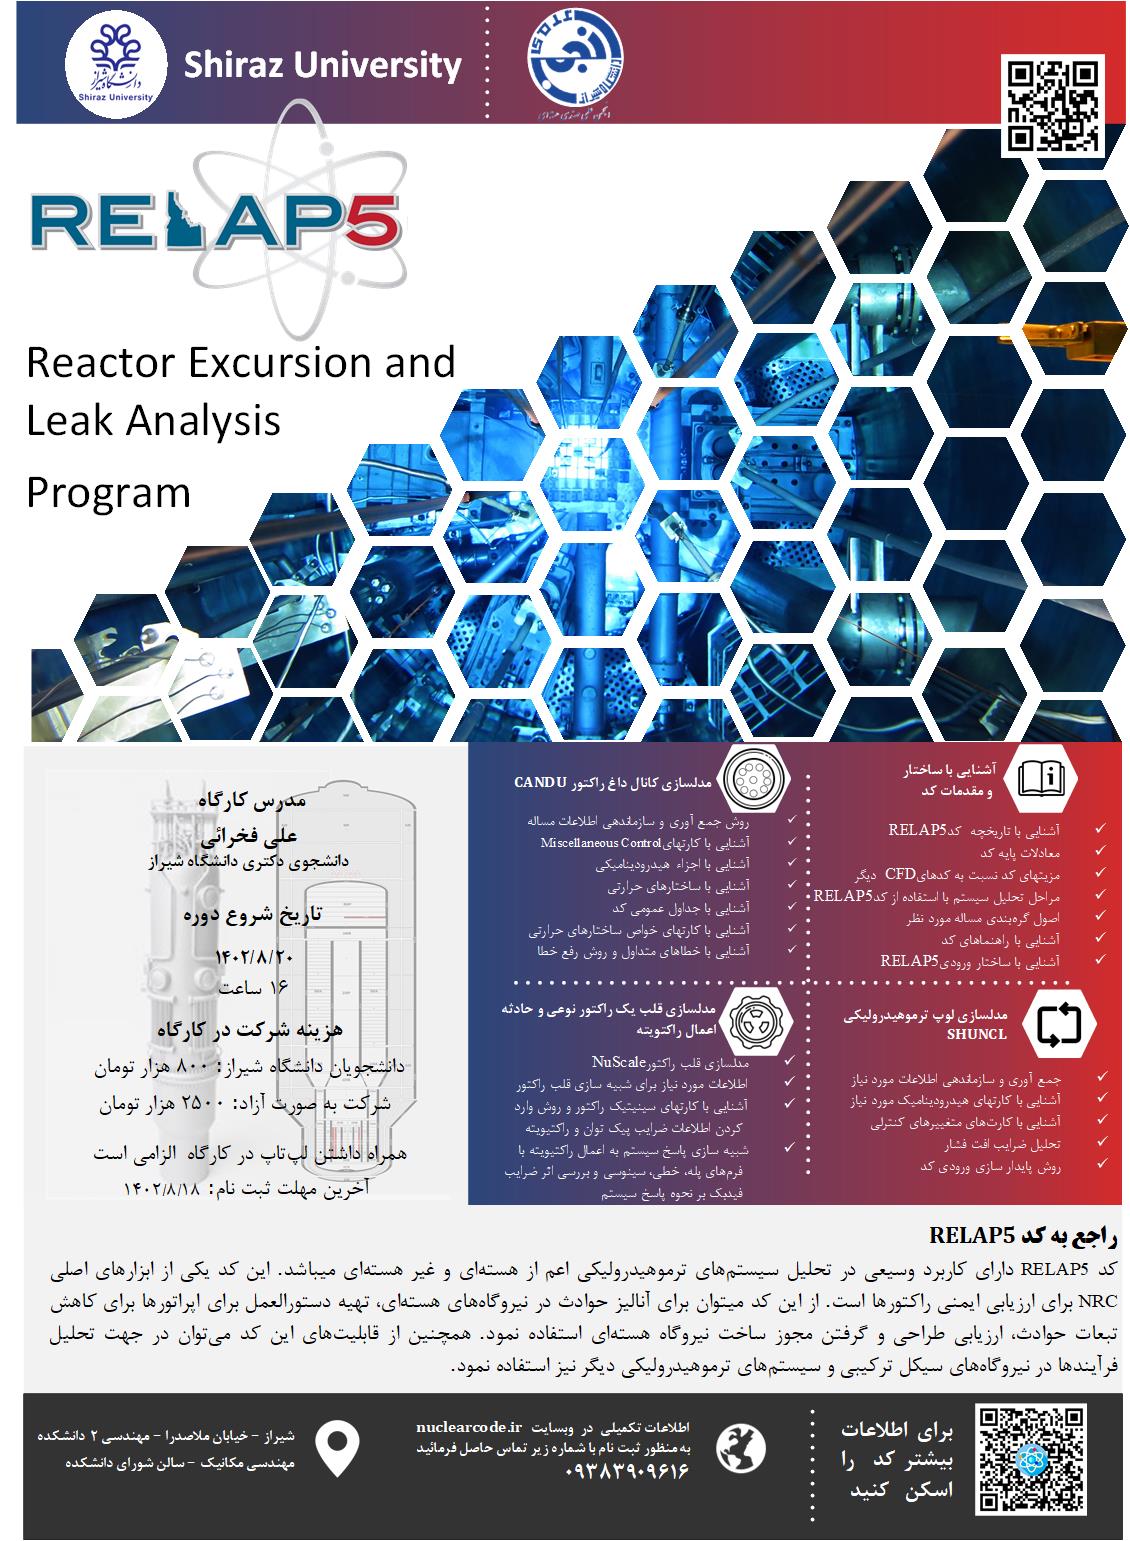 دانشگاه شیراز
Shiraz University
Shiraz University
انجمن علمی مهندسی هسته‌ای
RELAP5
Reactor Excursion and
Leak Analysis
Program
آشنایی با ساختار
و مقدمات کد
آشنایی با تاریخچه کدRELAP5
معادلات پایه کد
مزیتهای کد نسبت به کدهایCFD دیگر
مراحل تحلیل سیستم با استفاده از کدRELAP5
اصول گره‌بندی مساله مورد نظر
آشنایی با راهنماهای کد
آشنایی با ساختار ورودیRELAP5
مدلسازی کانال داغ راکتور CANDU
روش جمع آوری و سازماندهی اطلاعات مساله
آشنایی با کارتهایMiscellaneous Control
آشنایی با اجزاء هیدرودینامیکی
آشنایی با ساختارهای حرارتی
آشنایی با جداول عمومی کد
آشنایی با کارتهای خواص ساختارهای حرارتی
آشنایی با خطاهای متداول و روش رفع خطا
مدلسازی لوپ ترموهیدرولیکی
SHUNCL
جمع آوری و سازماندهی اطلاعات مورد نیاز
آشنایی با کارتهای هیدرودینامیک مورد نیاز
آشنایی با کارت‌های متغییرهای کنترلی
تحلیل ضرایب افت فشار
روش پایدار سازی ورودی کد
مدلسازی قلب یک راکتور نوعی و حادثه
اعمال راکتویته
مدلسازی قلب راکتورNuScale
اطلاعات مورد نیاز برای شبیه سازی قلب راکتور
آشنایی با کارتهای سینیتیک راکتور و روش وارد
کردن اطلاعات ضرایب پیک توان و راکتیویته
شبیه سازی پاسخ سیستم به اعمال راکتیویته با
فرم‌های پله، خطی، سینوسی و بررسی اثر ضرایب
فیدبک بر نحوه پاسخ سیستم
مدرس کارگاه
علی فخرائی
دانشجوی دکتری دانشگاه شیراز
تاریخ شروع دوره
۱۴۰۲/۸/۲۰
۱۶ ساعت
هزینه شرکت در کارگاه
دانشجویان دانشگاه شیراز: ۸۰۰ هزار تومان
شرکت به صورت آزاد: ۲۵۰۰ هزار تومان
همراه داشتن لپ‌تاپ در کارگاه الزامی است
آخرین مهلت ثبت نام: ۱۴۰۲/۸/۱۸
راجع به کد RELAP5
کد RELAP5 دارای کاربرد وسیعی در تحلیل سیستم‌های ترموهیدرولیکی اعم از هسته‌ای و غیر هسته‌ای میباشد. این کد یکی از ابزارهای اصلی
NRC برای ارزیابی ایمنی راکتورها است. از این کد میتوان برای آنالیز حوادث در نیروگاه‌های هسته‌ای، تهیه دستورالعمل برای اپراتورها برای کاهش
تبعات حوادث، ارزیابی طراحی و گرفتن مجوز ساخت نیروگاه هسته‌ای استفاده نمود. همچنین از قابلیت‌های این کد می‌توان در جهت تحلیل
فرآیندها در نیروگاه‌های سیکل ترکیبی و سیستم‌های ترموهیدرولیکی دیگر نیز استفاده نمود.
برای اطلاعات
بیشتر کد را
اسکن کنید
اطلاعات تکمیلی در وبسایت nuclearcode.ir
به منظور ثبت نام با شماره زیر تماس حاصل فرمائید
۰۹۳۸۳۹۰۹۶۱۶
شیراز - خیابان ملاصدرا - مهندسی ۲ دانشکده
مهندسی مکانیک - سالن شورای دانشکده